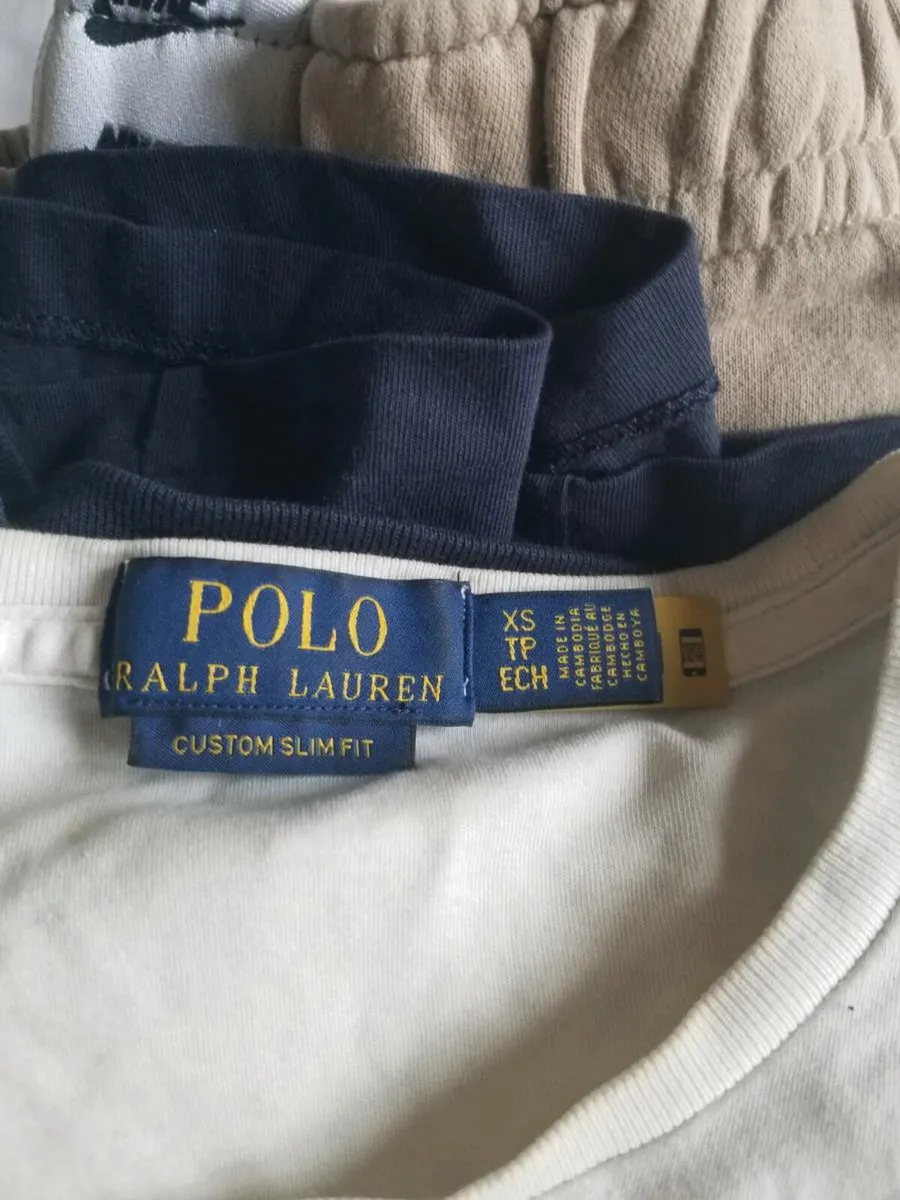 POLO
RALPH LAUREN
CUSTOM SLIM FIT
XS
TP
ECH
MADE IN
CAMBODIA
FABRIQUÉ AU
CAMBODGE
HECHO EN
CAMBOYA